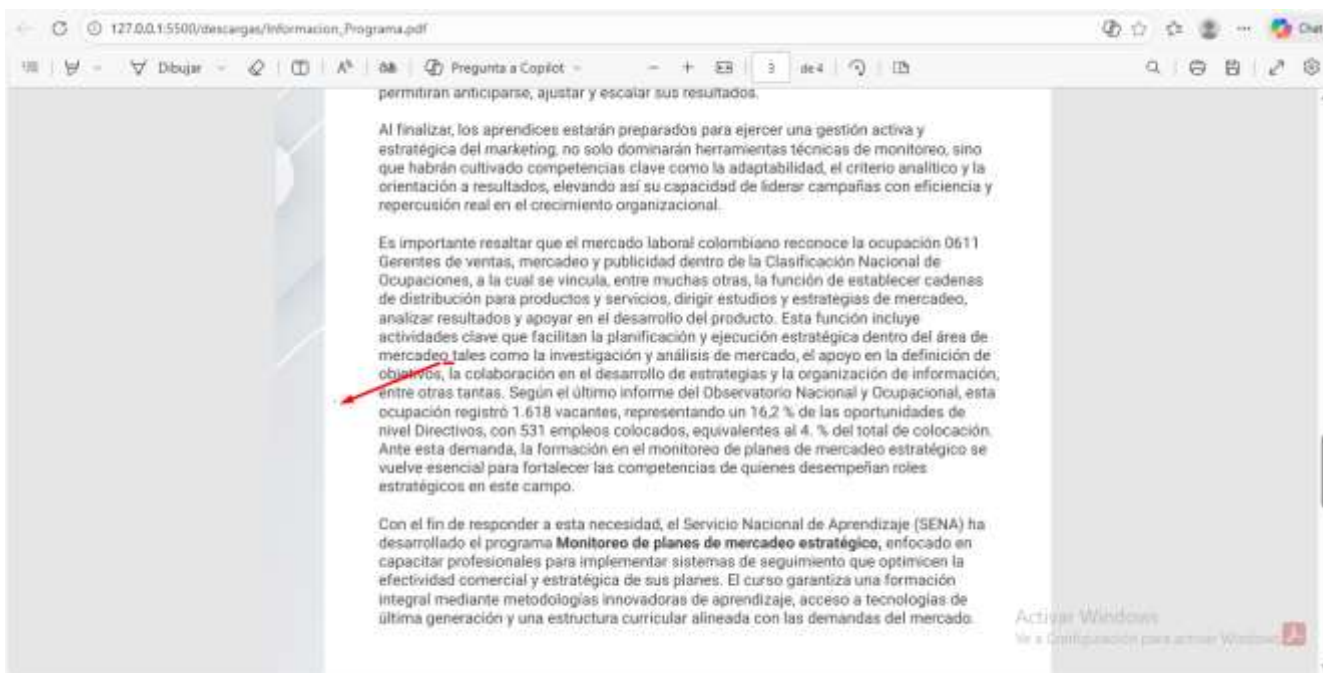 127.0.0.1:5500/descargas/Informacion_Programa.pdf
Chat
Dibujar
aあ Pregunta a Copilot 3 de 4
permitirán anticiparse, ajustar y escalar sus resultados.
Al finalizar, los aprendices estarán preparados para ejercer una gestión activa y
estratégica del marketing, no solo dominarán herramientas técnicas de monitoreo, sino
que habrán cultivado competencias clave como la adaptabilidad, el criterio analítico y la
orientación a resultados, elevando así su capacidad de liderar campañas con eficiencia y
repercusión real en el crecimiento organizacional.
Es importante resaltar que el mercado laboral colombiano reconoce la ocupación 0611
Gerentes de ventas, mercadeo y publicidad dentro de la Clasificación Nacional de
Ocupaciones, a la cual se vincula, entre muchas otras, la función de establecer cadenas
de distribución para productos y servicios, dirigir estudios y estrategias de mercadeo,
analizar resultados y apoyar en el desarrollo del producto. Esta función incluye
actividades clave que facilitan la planificación y ejecución estratégica dentro del área de
mercadeo tales como la investigación y análisis de mercado, el apoyo en la definición de
objetivos, la colaboración en el desarrollo de estrategias y la organización de información,
entre otras tantas. Según el último informe del Observatorio Nacional y Ocupacional, esta
ocupación registró 1.618 vacantes, representando un 16,2 % de las oportunidades de
nivel Directivos, con 531 empleos colocados, equivalentes al 4. % del total de colocación.
Ante esta demanda, la formación en el monitoreo de planes de mercadeo estratégico se
vuelve esencial para fortalecer las competencias de quienes desempeñan roles
estratégicos en este campo.
Con el fin de responder a esta necesidad, el Servicio Nacional de Aprendizaje (SENA) ha
desarrollado el programa Monitoreo de planes de mercadeo estratégico, enfocado en
capacitar profesionales para implementar sistemas de seguimiento que optimicen la
efectividad comercial y estratégica de sus planes. El curso garantiza una formación
integral mediante metodologías innovadoras de aprendizaje, acceso a tecnologías de
última generación y una estructura curricular alineada con las demandas del mercado.
Activar Windows
Ve a Configuración para activar Windows